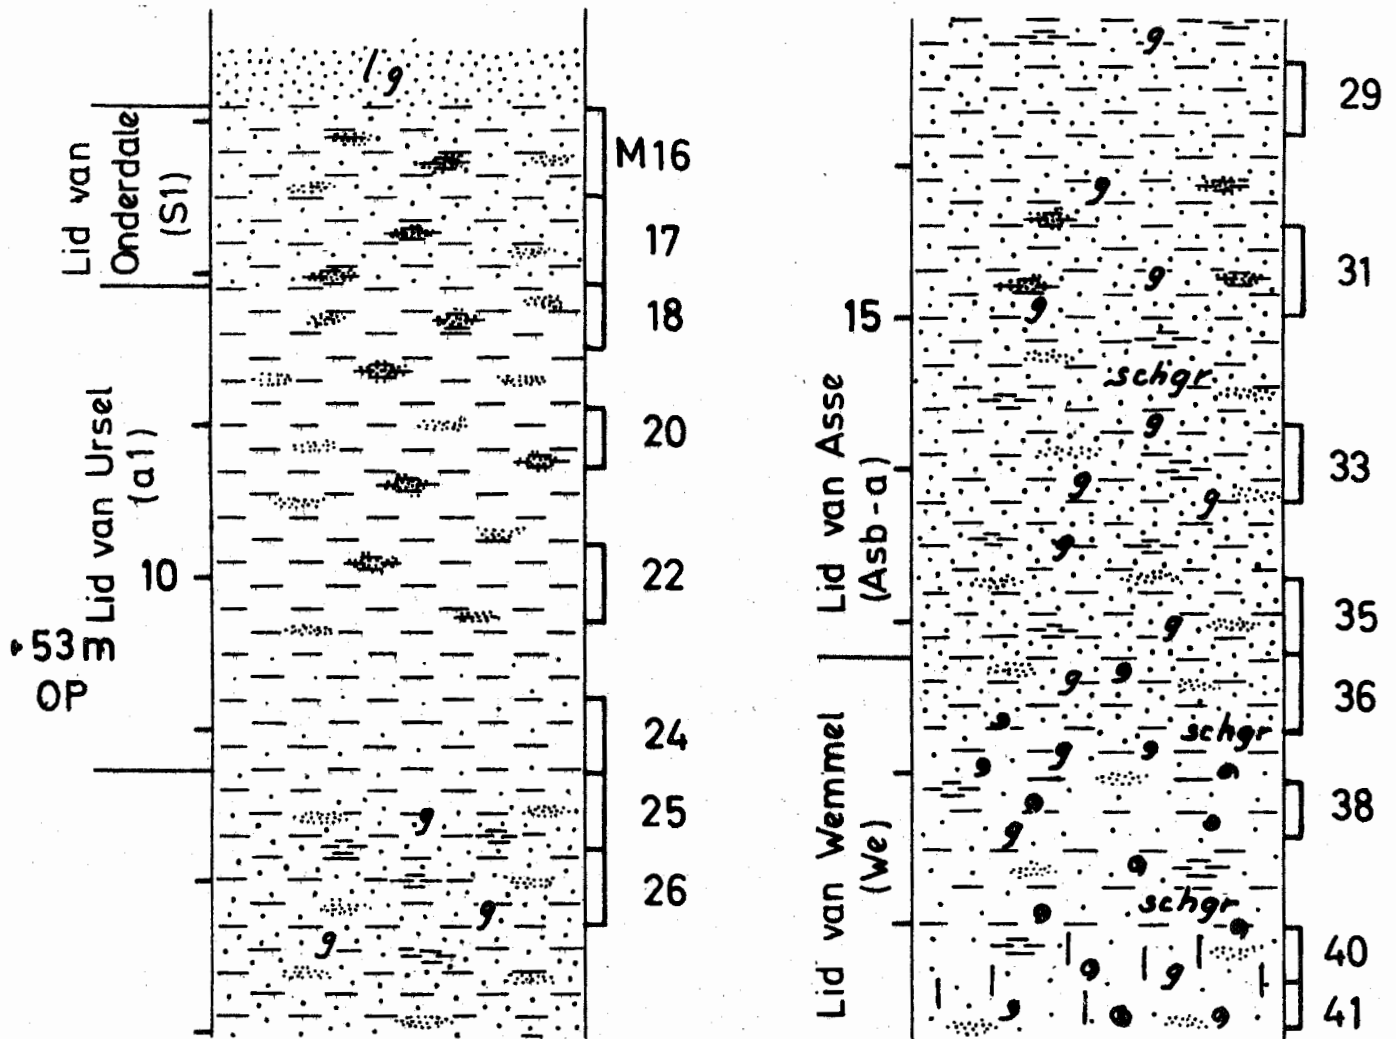 l g
Lid van
Onderdale
(S1)
M16
17
18
Lid van Ursel
(a1)
20
10
22
53 m
OP
24
25
g
26
g
g
g
29
g
31
g
g
15
schgr
g
Lid van Asse
(Asb-a)
33
g
g
g
35
g
36
g
schgr
g
Lid van Wemmel
(We)
38
g
schgr
40
g
41
g